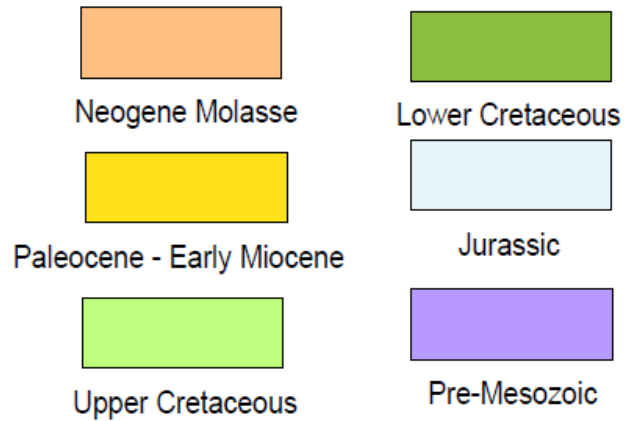 Neogene Molasse
Lower Cretaceous
Paleocene - Early Miocene
Jurassic
Upper Cretaceous
Pre-Mesozoic